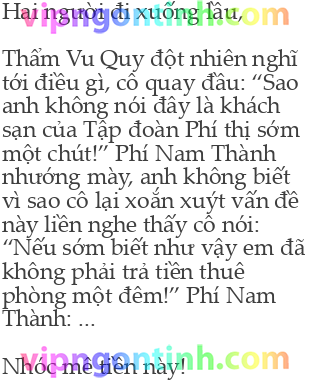 Hai người đi xuống lầu,
Thẩm Vu Quy đột nhiên nghĩ
tới điều gì, cô quay đầu: “Sao
anh không nói đây là khách
sạn của Tập đoàn Phí thị sớm
một chút!” Phí Nam Thành
nhướng mày, anh không biết
vì sao cô lại xoắn xuýt vấn đề
này liền nghe thấy cô nói:
“Nếu sớm biết như vậy em đã
không phải trả tiền thuê
phòng một đêm!” Phí Nam
Thành: ...
Nhóc mê tiền này!
vipngontinh.com
vipngontinh.com